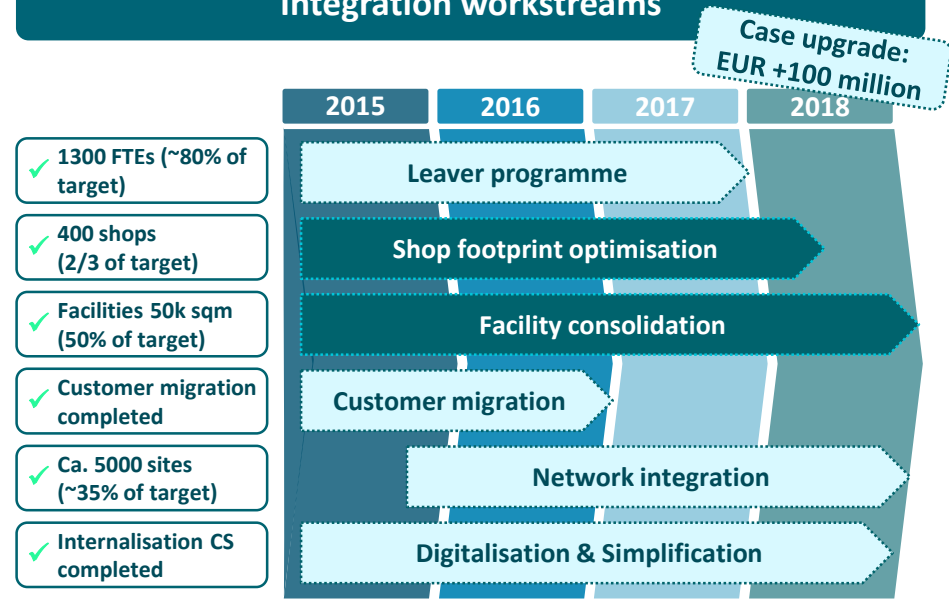 Integration workstreams
Case upgrade:
EUR +100 million
2015
2016
2017
2018
1300 FTEs (~80% of
target)
Leaver programme
400 shops
(2/3 of target)
Shop footprint optimisation
Facilities 50k sqm
(50% of target)
Facility consolidation
Customer migration
completed
Customer migration
Ca. 5000 sites
(~35% of target)
Network integration
Internalisation CS
completed
Digitalisation & Simplification